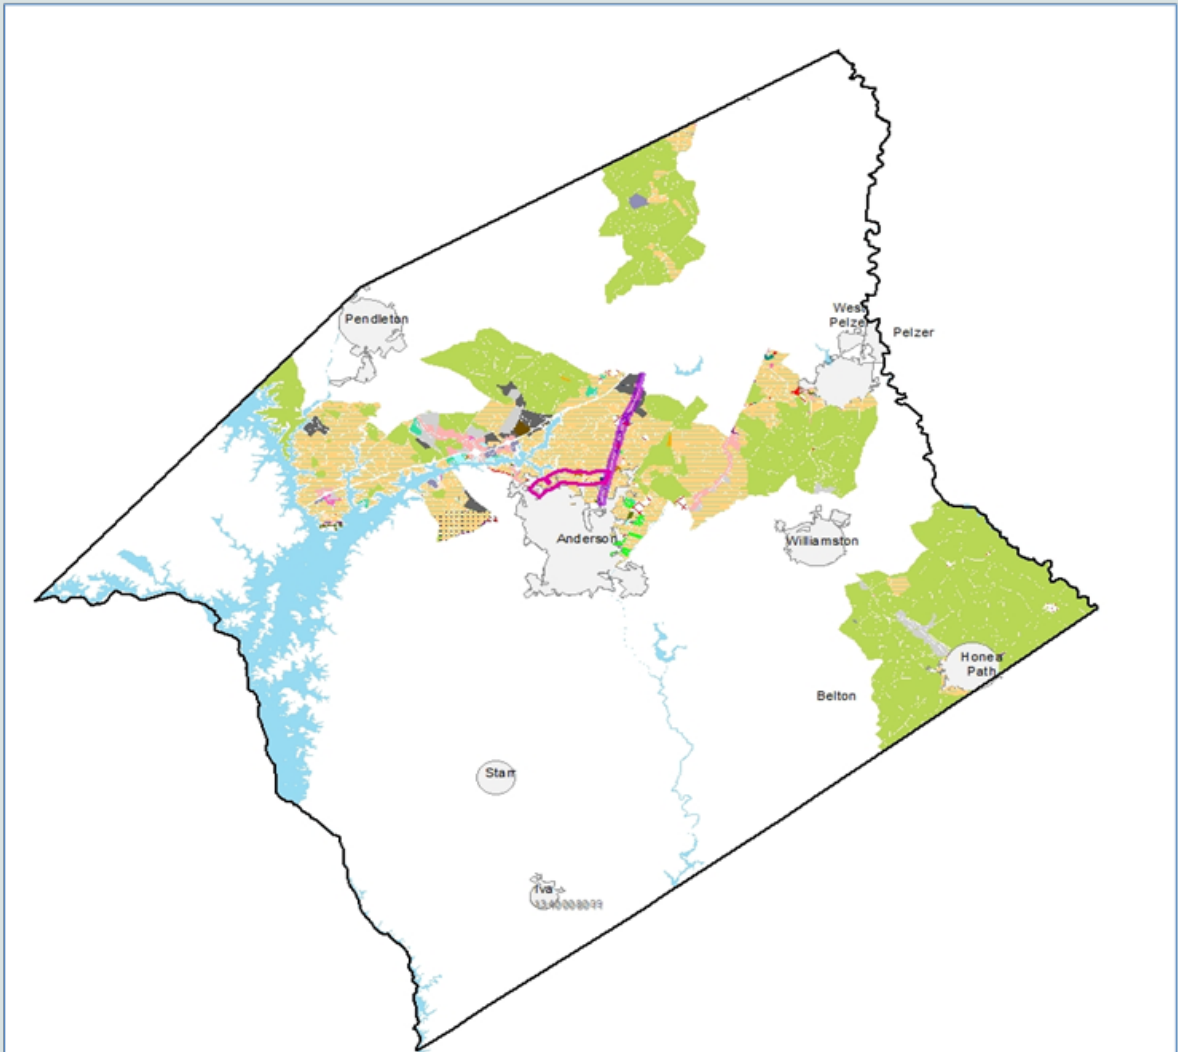 West
Pelzer
Pelzer
Pendleton
Anderson
Williamston
Honea
Path
Belton
Starr
Iva